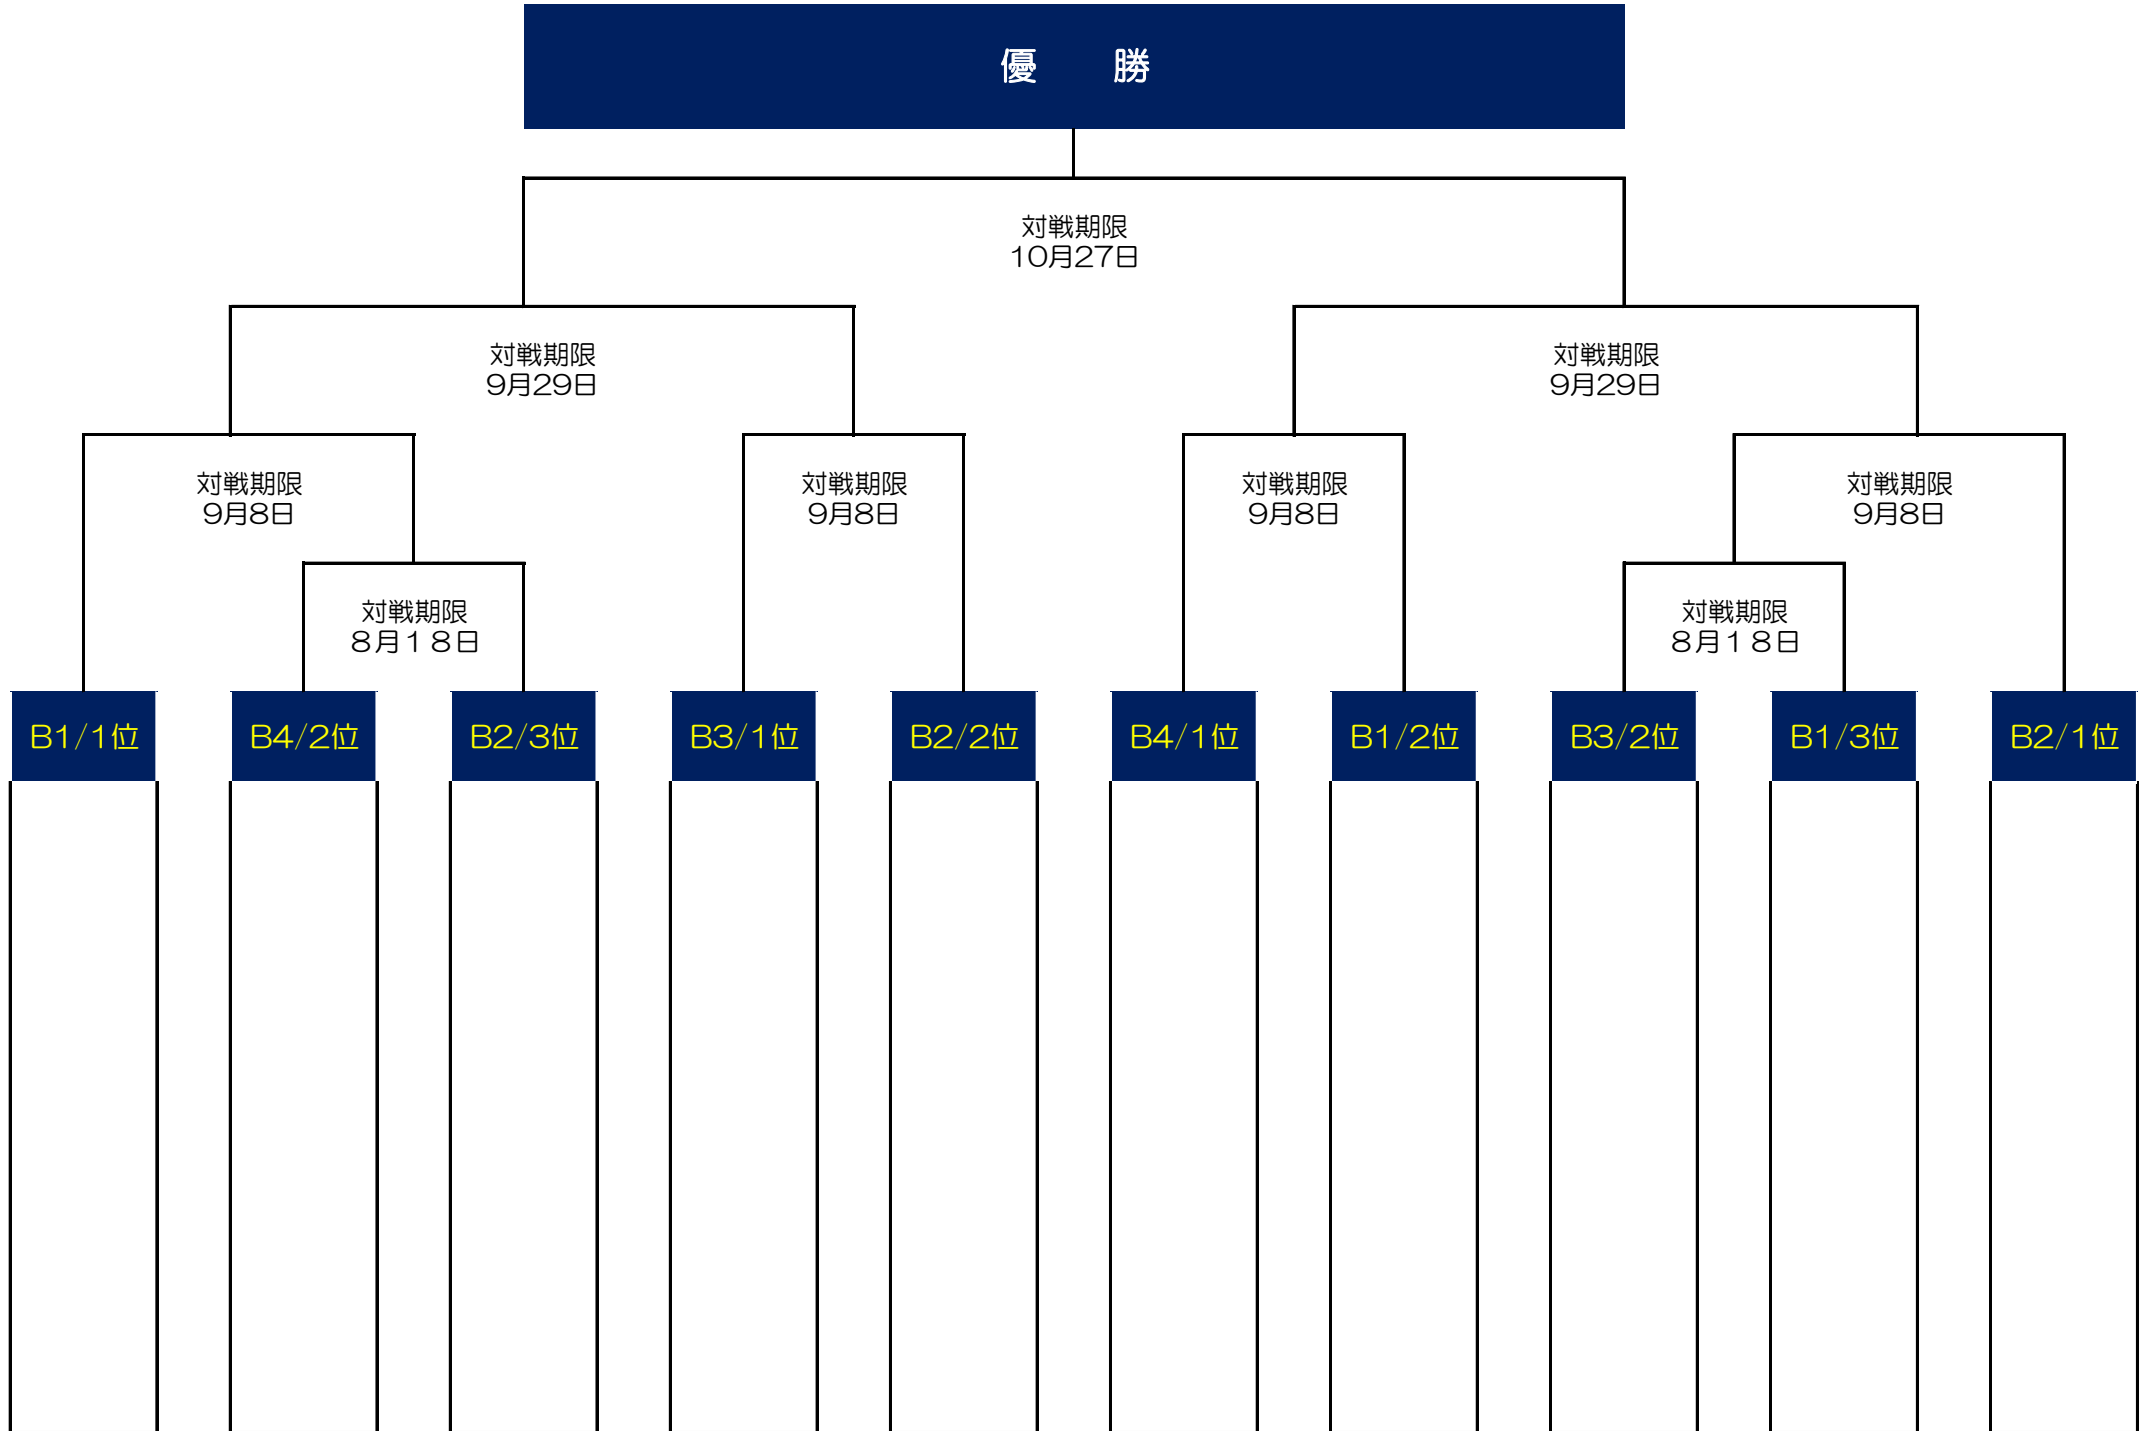 優　　勝
対戦期限
10月27日
対戦期限
9月29日
対戦期限
9月29日
対戦期限
9月8日
対戦期限
9月8日
対戦期限
9月8日
対戦期限
9月8日
対戦期限
８月１８日
対戦期限
８月１８日
B1/1位
B4/2位
B2/3位
B3/1位
B2/2位
B4/1位
B1/2位
B3/2位
B1/3位
B2/1位